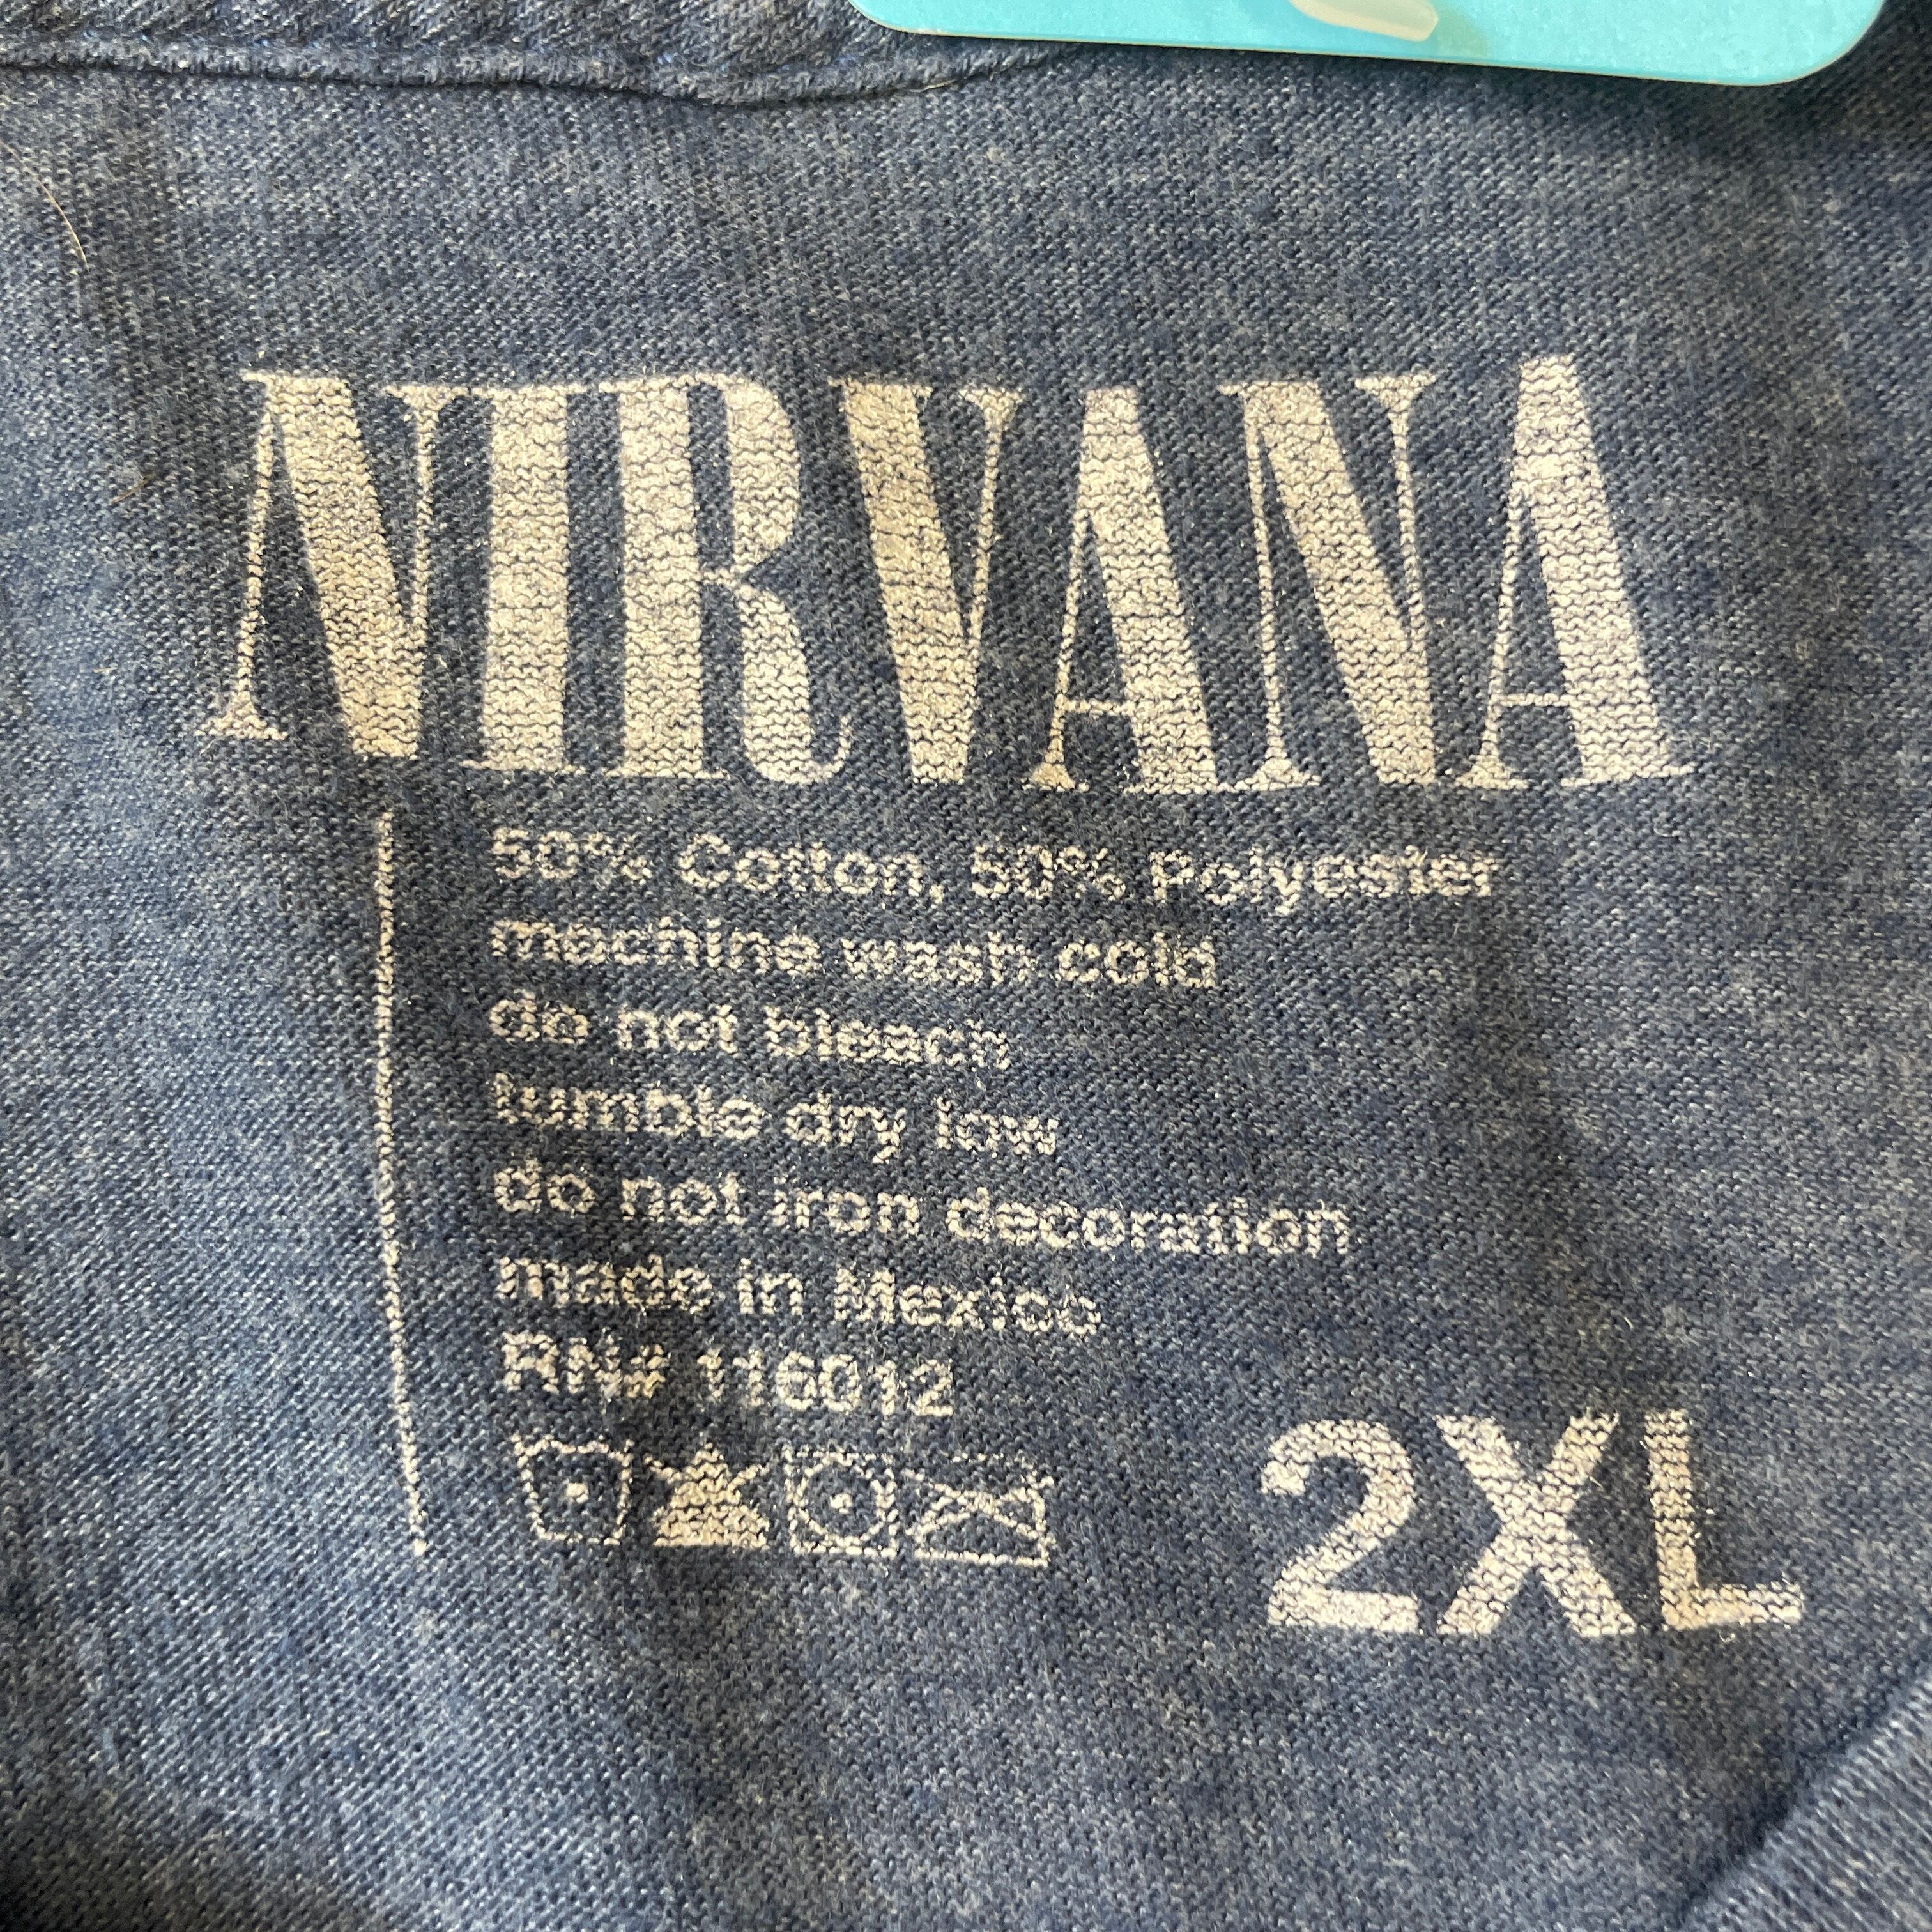 NIRVANA
50% Cotton, 50% Polyester
machine wash cold
do not bleach
tumble dry low
do not iron decoration
made in Mexico
RN# 116012
2XL